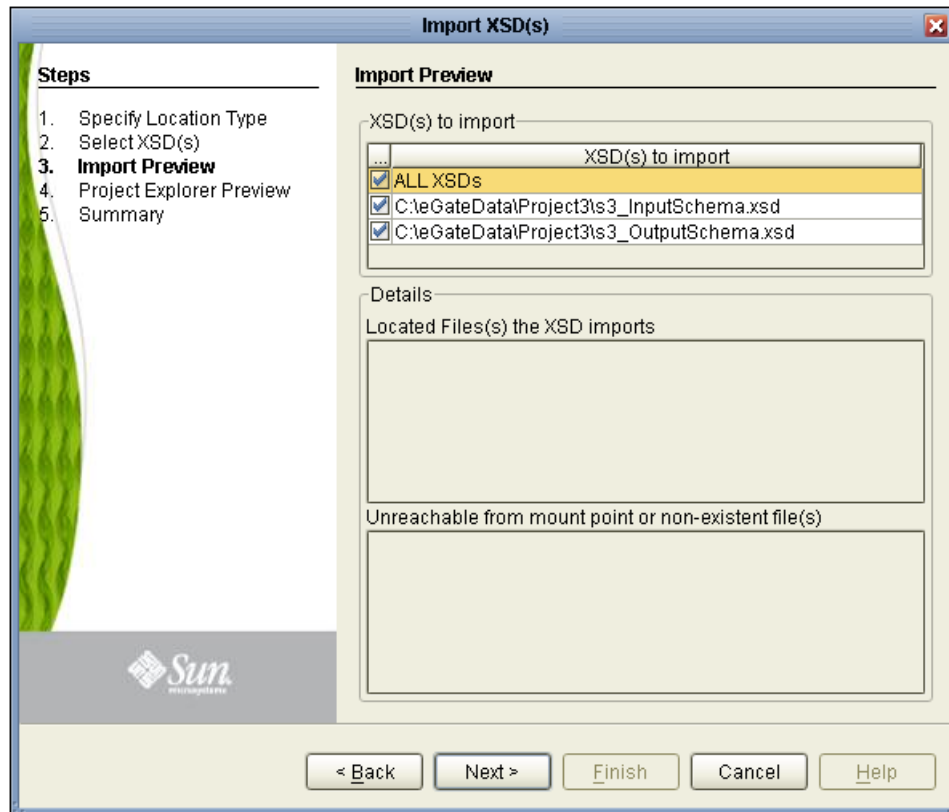 Import XSD(s)
Steps
1. Specify Location Type
2. Select XSD(s)
3. Import Preview
4. Project Explorer Preview
5. Summary
Import Preview
XSD(s) to import
... XSD(s) to import
ALL XSDs
C:\eGateData\Project3\s3_InputSchema.xsd
C:\eGateData\Project3\s3_OutputSchema.xsd
Details
Located Files(s) the XSD imports
Unreachable from mount point or non-existent file(s)
Sun
microsystems
< Back Next > Finish Cancel Help